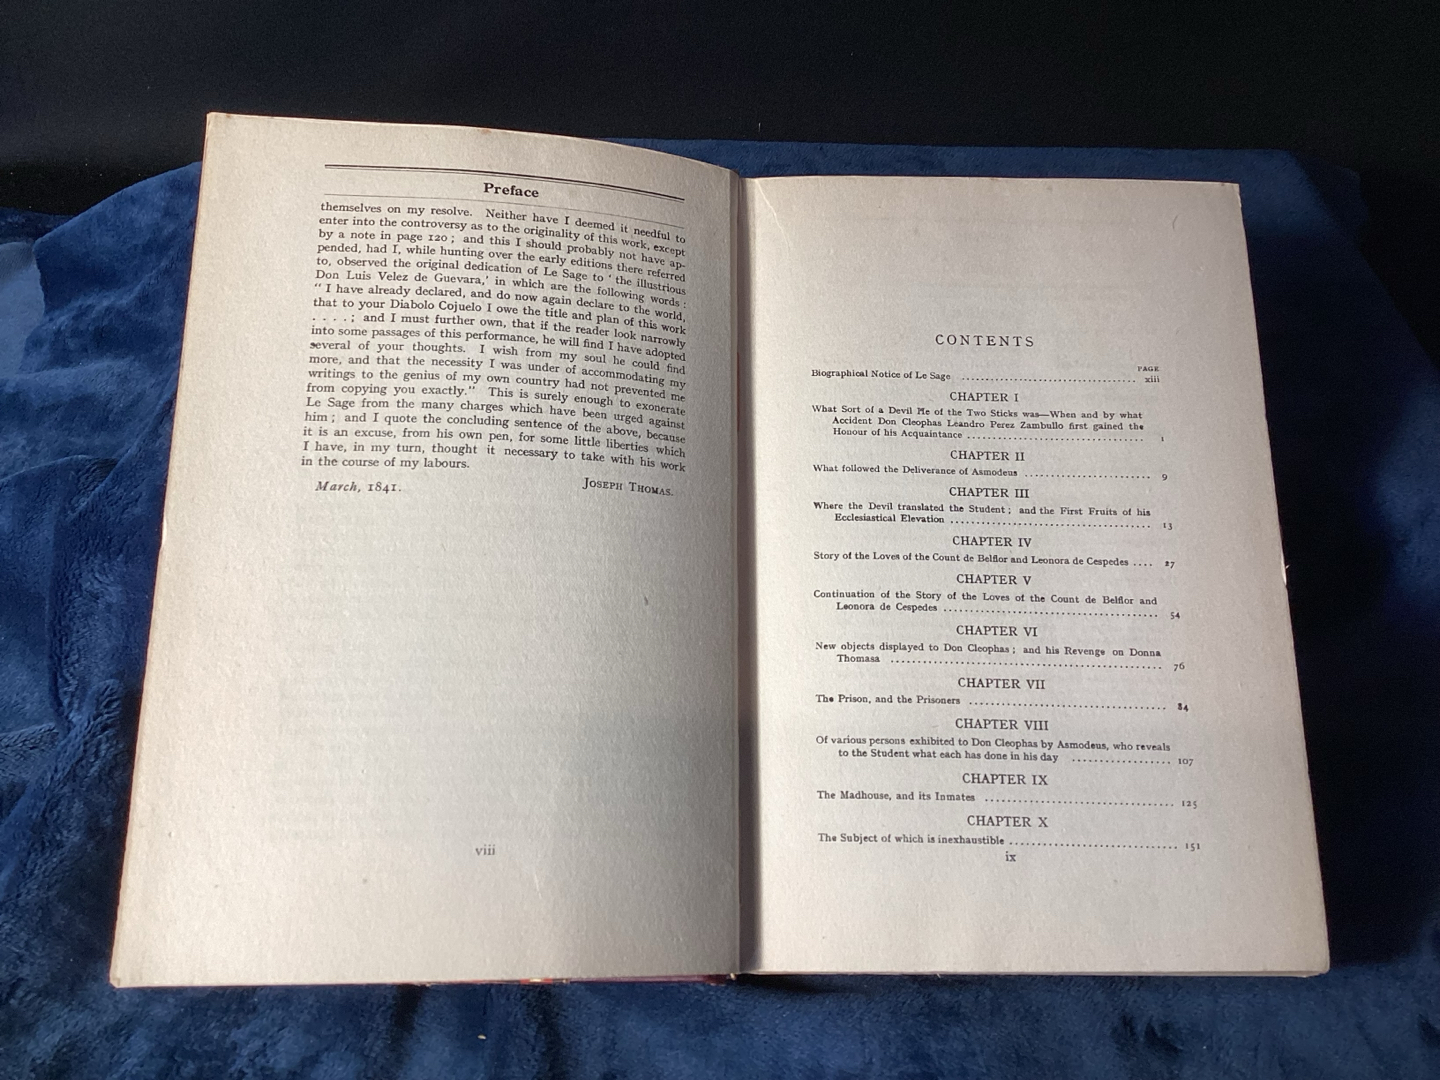 Preface
themselves on my resolve. Neither have I deemed it needful to
enter into the controversy as to the originality of this work, except
by a note in page 120 ; and this I should probably not have ap-
pended, had I, while hunting over the early editions there referred
to, observed the original dedication of Le Sage to ' the illustrious
Don Luis Velez de Guevara,' in which are the following words :
" I have already declared, and do now again declare to the world,
that to your Diabolo Cojuelo I owe the title and plan of this work
. . . . ; and I must further own, that if the reader look narrowly
into some passages of this performance, he will find I have adopted
several of your thoughts. I wish from my soul he could find
more, and that the necessity I was under of accommodating my
writings to the genius of my own country had not prevented me
from copying you exactly." This is surely enough to exonerate
Le Sage from the many charges which have been urged against
him ; and I quote the concluding sentence of the above, because
it is an excuse, from his own pen, for some little liberties which
I have, in my turn, thought it necessary to take with his work
in the course of my labours.
March, 1841. JOSEPH THOMAS.
viii
CONTENTS
PAGE
Biographical Notice of Le Sage .................................... xiii
CHAPTER I
What Sort of a Devil He of the Two Sticks was—When and by what
Accident Don Cleophas Leandro Perez Zambullo first gained the
Honour of his Acquaintance .................................... 1
CHAPTER II
What followed the Deliverance of Asmodeus .......................... 9
CHAPTER III
Where the Devil translated the Student ; and the First Fruits of his
Ecclesiastical Elevation ........................................ 13
CHAPTER IV
Story of the Loves of the Count de Belflor and Leonora de Cespedes .... 27
CHAPTER V
Continuation of the Story of the Loves of the Count de Belflor and
Leonora de Cespedes .......................................... 54
CHAPTER VI
New objects displayed to Don Cleophas ; and his Revenge on Donna
Thomasa .................................................... 76
CHAPTER VII
The Prison, and the Prisoners ...................................... 84
CHAPTER VIII
Of various persons exhibited to Don Cleophas by Asmodeus, who reveals
to the Student what each has done in his day .................. 107
CHAPTER IX
The Madhouse, and its Inmates .................................... 125
CHAPTER X
The Subject of which is inexhaustible ................................ 151
ix